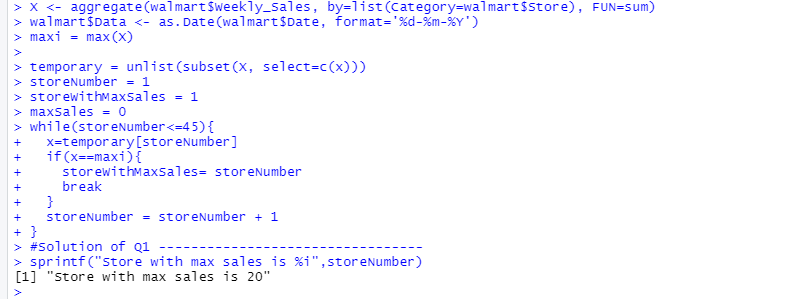 > X <- aggregate(walmart$Weekly_Sales, by=list(Category=walmart$Store), FUN=sum)
> walmart$Data <- as.Date(walmart$Date, format='%d-%m-%Y')
> maxi = max(X)
>
> temporary = unlist(subset(X, select=c(x)))
> storeNumber = 1
> storeWithMaxSales = 1
> maxSales = 0
> while(storeNumber<=45){
+   x=temporary[storeNumber]
+   if(x==maxi){
+     storeWithMaxSales= storeNumber
+     break
+   }
+   storeNumber = storeNumber + 1
+ }
> #Solution of Q1 ---------------------------------
> sprintf("Store with max sales is %i",storeNumber)
[1] "Store with max sales is 20"
>